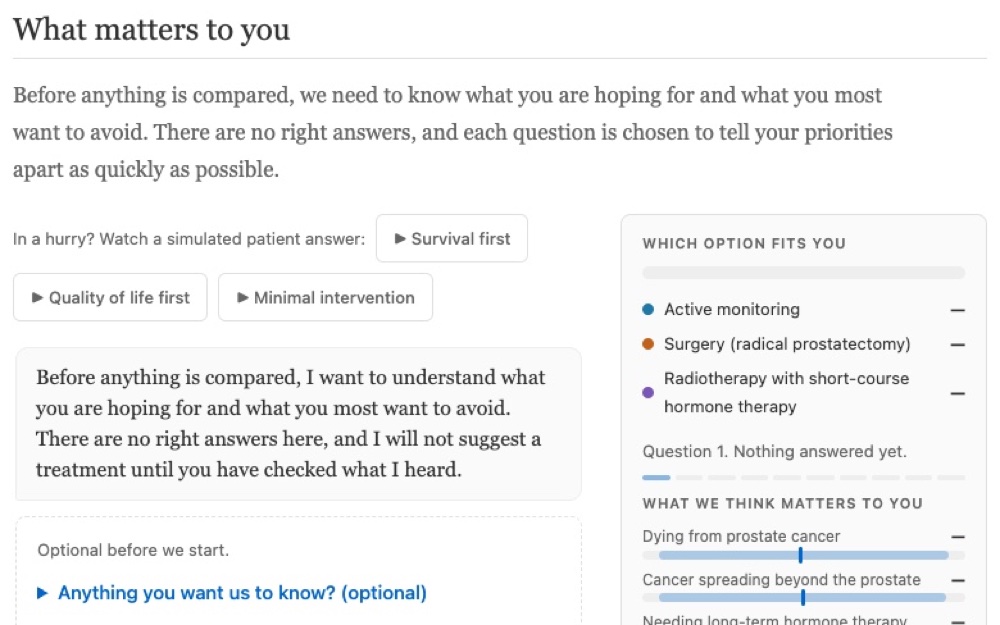 What matters to you
Before anything is compared, we need to know what you are hoping for and what you most
want to avoid. There are no right answers, and each question is chosen to tell your priorities
apart as quickly as possible.
In a hurry? Watch a simulated patient answer:
▶ Survival first
▶ Quality of life first
▶ Minimal intervention
Before anything is compared, I want to understand what
you are hoping for and what you most want to avoid.
There are no right answers here, and I will not suggest a
treatment until you have checked what I heard.
Optional before we start.
▶ Anything you want us to know? (optional)
WHICH OPTION FITS YOU
Active monitoring —
Surgery (radical prostatectomy) —
Radiotherapy with short-course
hormone therapy —
Question 1. Nothing answered yet.
WHAT WE THINK MATTERS TO YOU
Dying from prostate cancer —
Cancer spreading beyond the prostate —
Needing long-term hormone therapy —